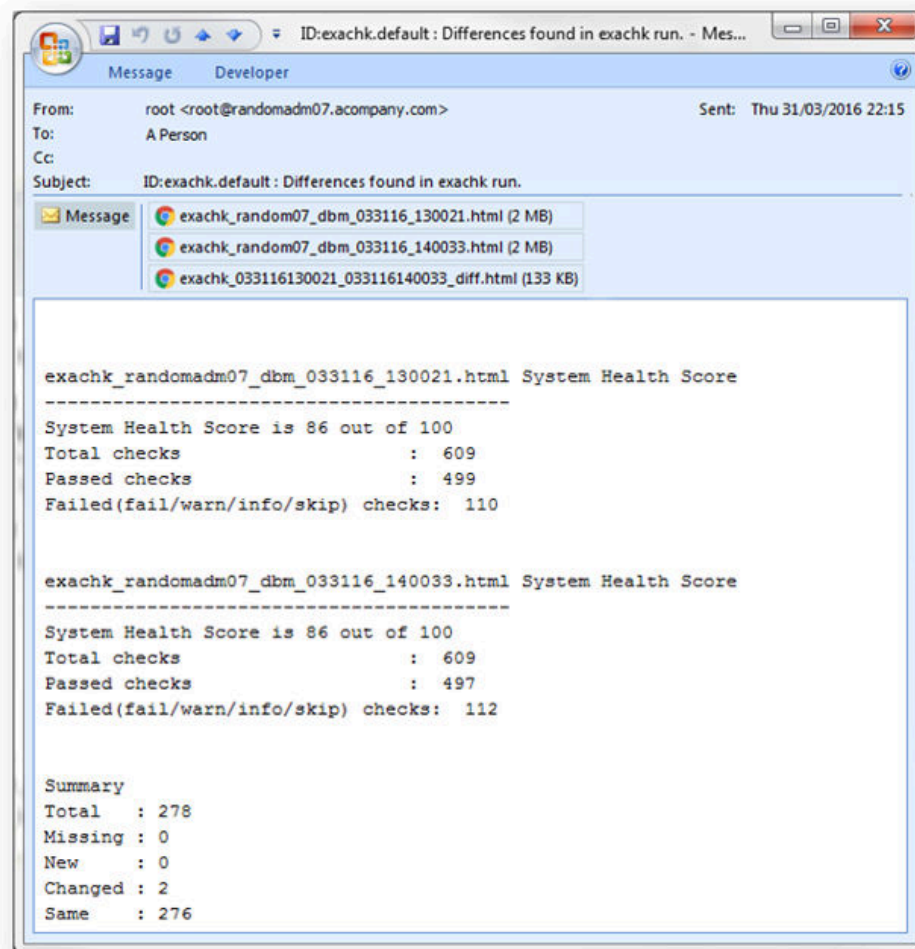 ID:exachk.default : Differences found in exachk run. - Mes...
Message Developer
From: root <root@randomadm07.acompany.com> Sent: Thu 31/03/2016 22:15
To: A Person
Cc:
Subject: ID:exachk.default : Differences found in exachk run.
Message exachk_random07_dbm_033116_130021.html (2 MB)
exachk_random07_dbm_033116_140033.html (2 MB)
exachk_033116130021_033116140033_diff.html (133 KB)
exachk_randomadm07_dbm_033116_130021.html System Health Score
-----------------------------------------
System Health Score is 86 out of 100
Total checks : 609
Passed checks : 499
Failed(fail/warn/info/skip) checks: 110
exachk_randomadm07_dbm_033116_140033.html System Health Score
-----------------------------------------
System Health Score is 86 out of 100
Total checks : 609
Passed checks : 497
Failed(fail/warn/info/skip) checks: 112
Summary
Total : 278
Missing : 0
New : 0
Changed : 2
Same : 276